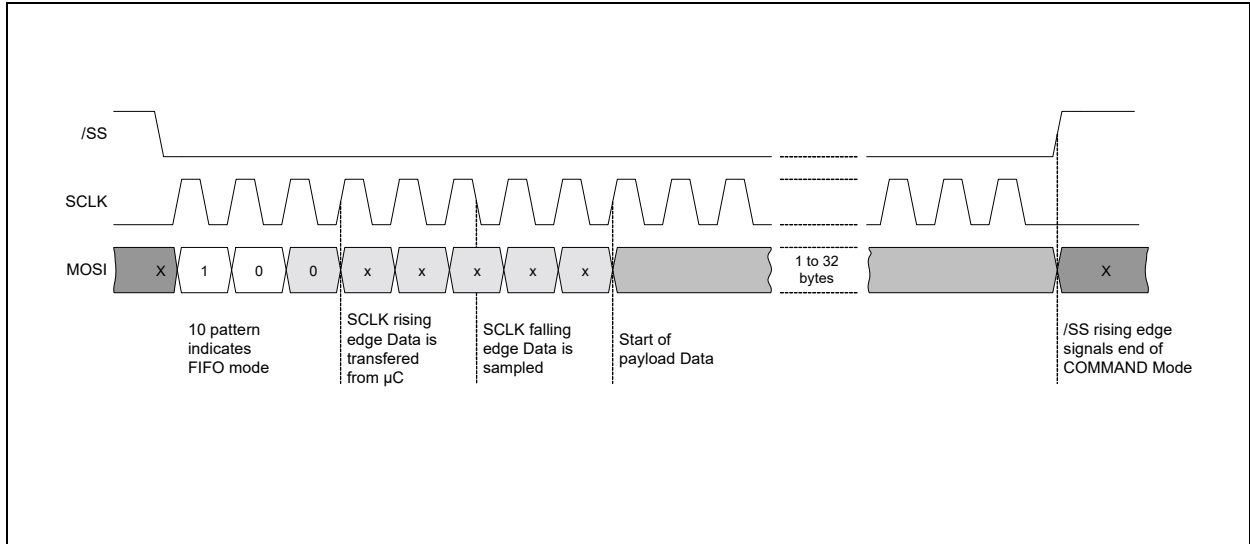 /SS
SCLK
MOSI
X 1 0 0 x x x x x
1 to 32
bytes
X
10 pattern
indicates
FIFO mode
SCLK rising
edge Data is
transfered
from µC
SCLK falling
edge Data is
sampled
Start of
payload Data
/SS rising edge
signals end of
COMMAND Mode